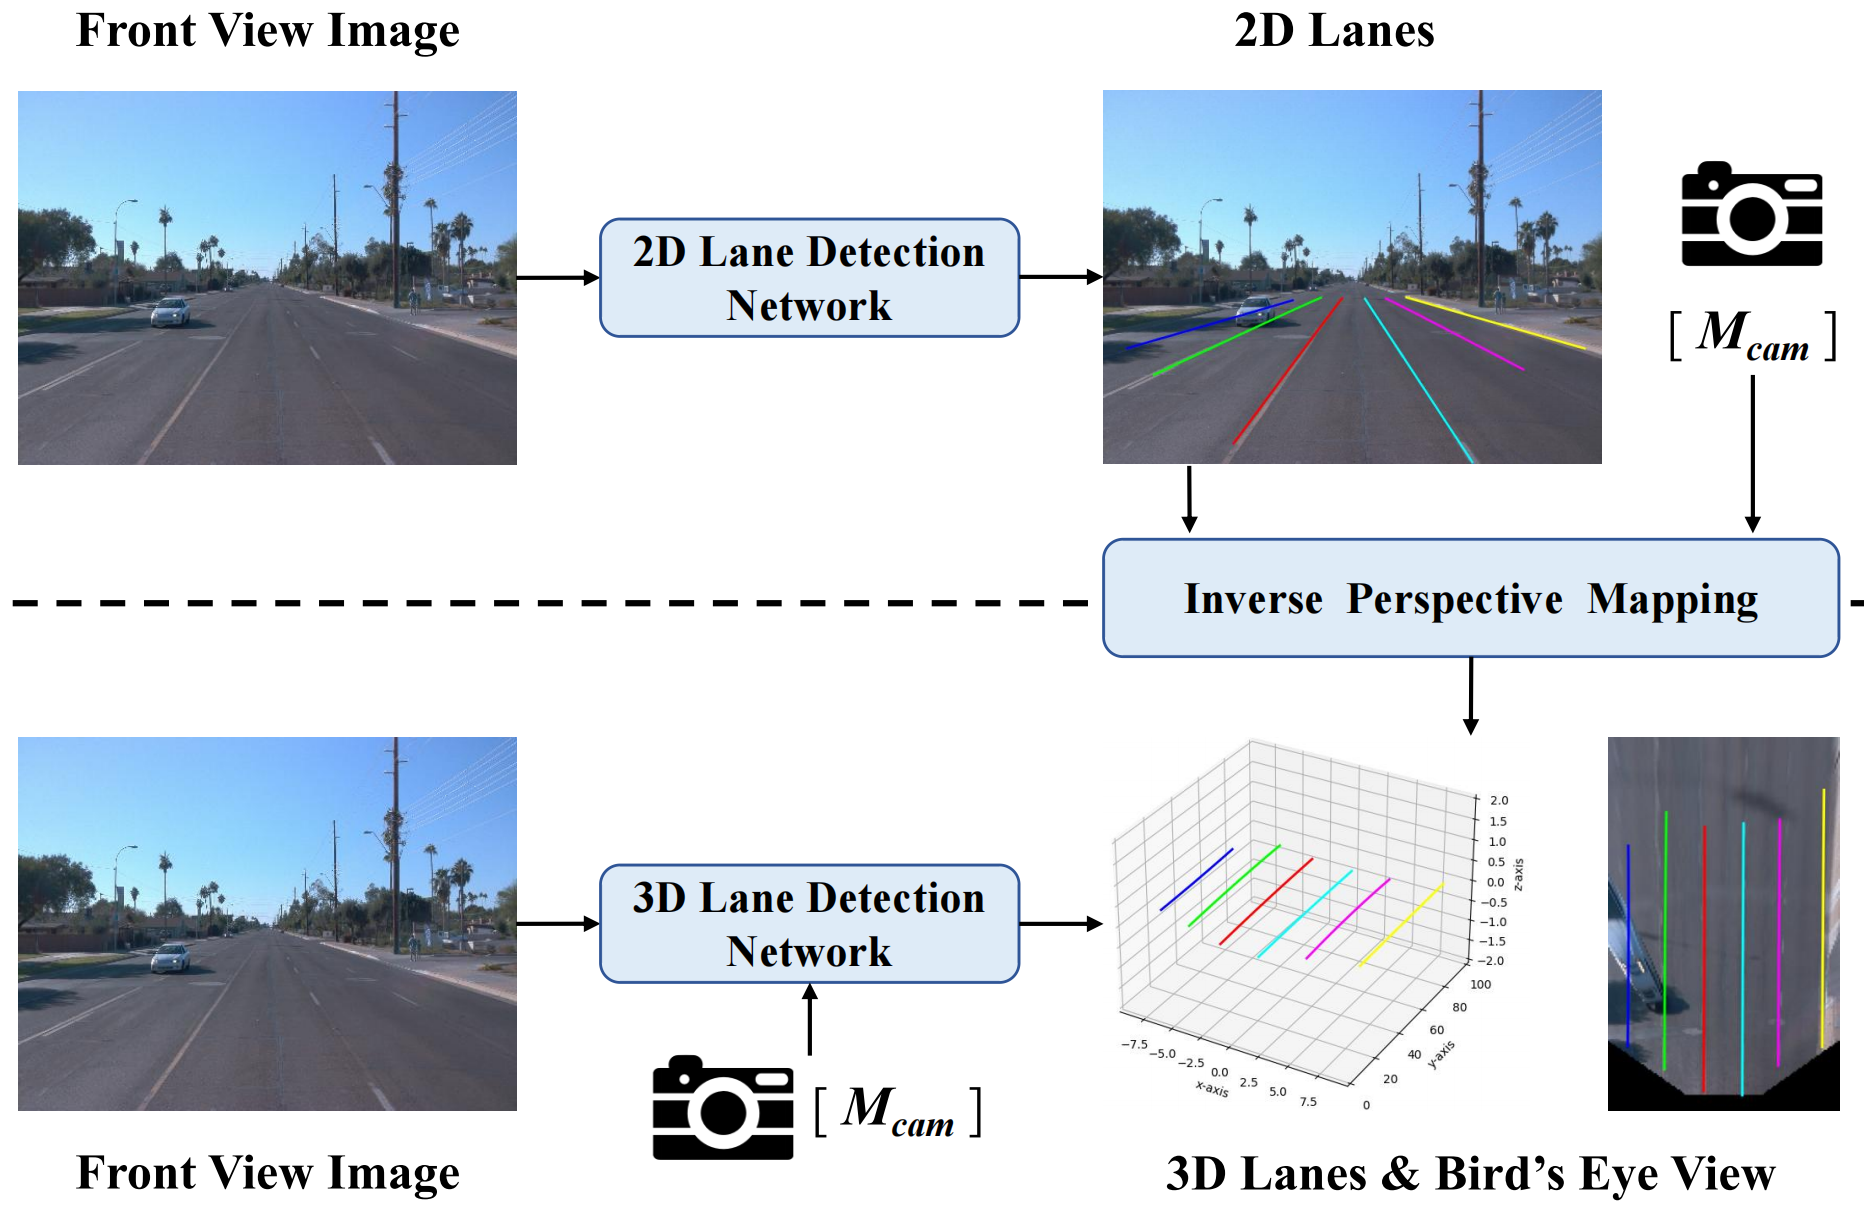 Front View Image
2D Lanes
2D Lane Detection
Network
[ M_cam ]
Inverse Perspective Mapping
3D Lane Detection
Network
[ M_cam ]
2.0
1.5
1.0
0.5
0.0
−0.5
−1.0
−1.5
−2.0
z-axis
100
80
60
40
20
0
y-axis
−7.5
−5.0
−2.5
0.0
2.5
5.0
7.5
x-axis
Front View Image
3D Lanes & Bird’s Eye View